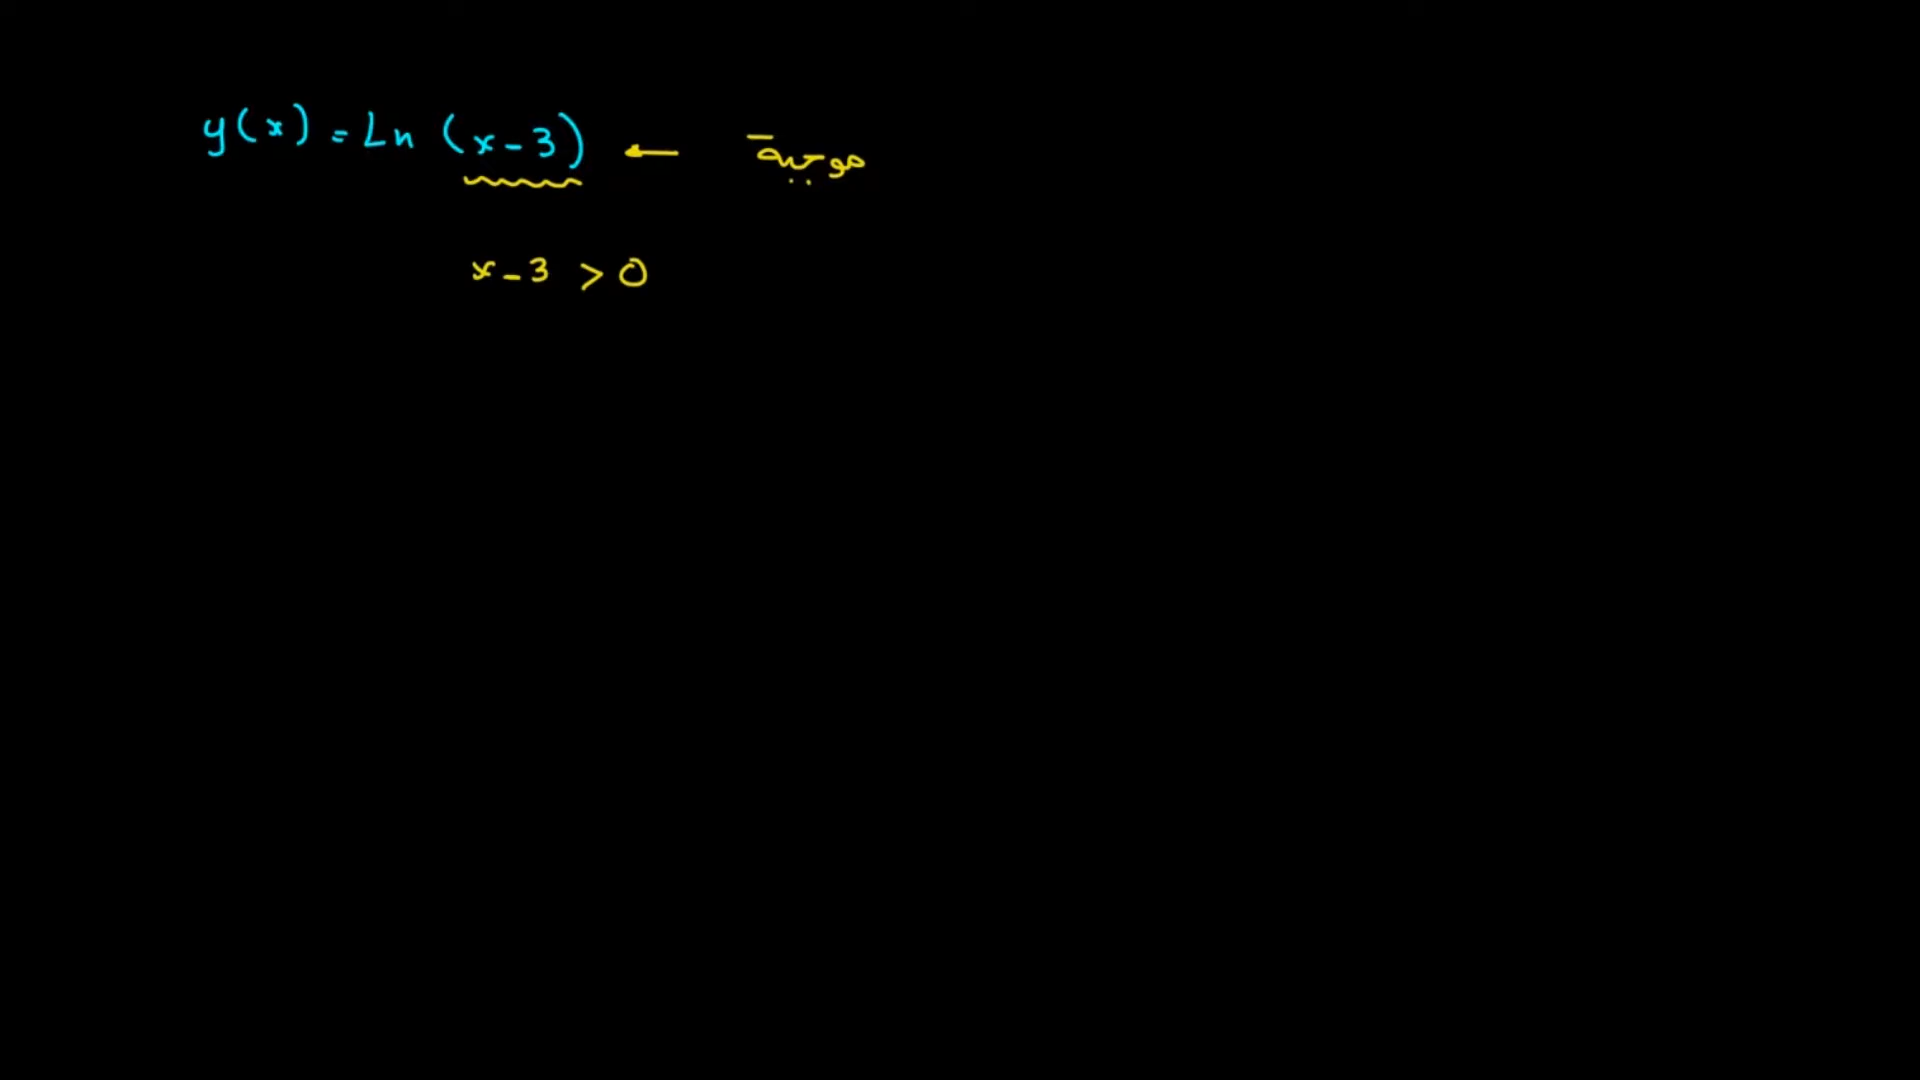 y(x) = Ln (x-3) ← موجبة
x-3 > 0